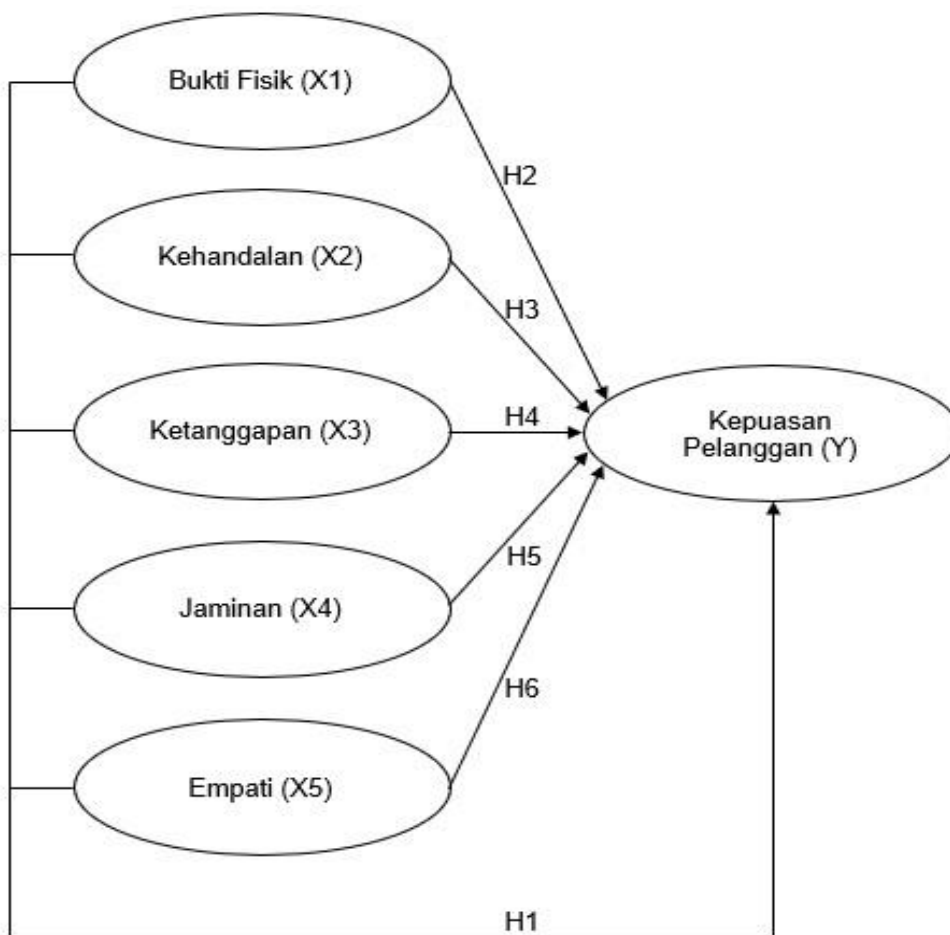 Bukti Fisik (X1)
H2
Kehandalan (X2)
H3
Ketanggapan (X3)
H4
Kepuasan
Pelanggan (Y)
Jaminan (X4)
H5
Empati (X5)
H6
H1